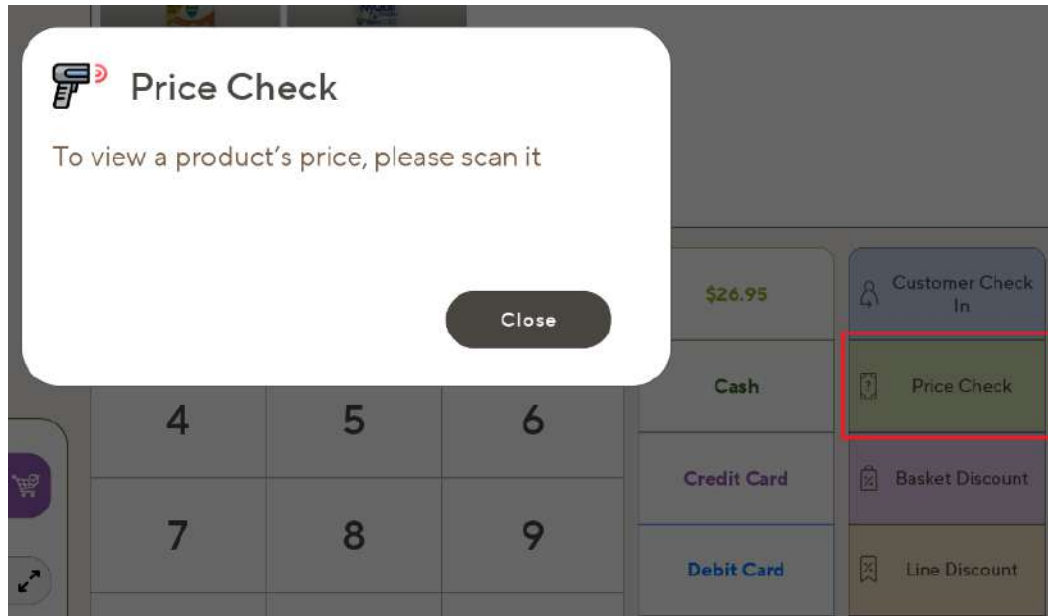 Price Check
To view a product's price, please scan it
Close
$26.95
Customer Check
In
Cash
Price Check
4
5
6
Credit Card
Basket Discount
7
8
9
Debit Card
Line Discount